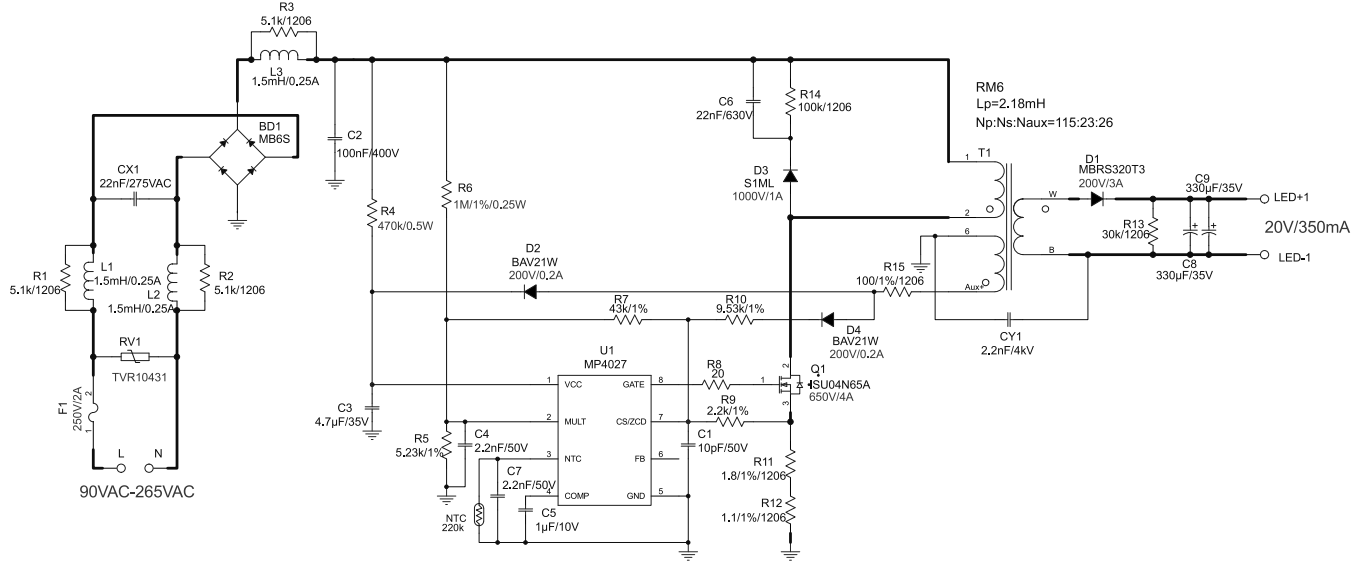 R3
5.1k/1206
L3
1.5mH/0.25A
BD1
MB6S
CX1
22nF/275VAC
C2
100nF/400V
R4
470k/0.5W
R6
1M/1%/0.25W
C6
22nF/630V
R14
100k/1206
D3
S1ML
1000V/1A
RM6
Lp=2.18mH
Np:Ns:Naux=115:23:26
T1
1
2
6
Aux+
W
B
D1
MBRS320T3
200V/3A
R13
30k/1206
C9
330µF/35V
C8
330µF/35V
LED+1
20V/350mA
LED-1
R1
5.1k/1206
L1
1.5mH/0.25A
L2
1.5mH/0.25A
R2
5.1k/1206
D2
BAV21W
200V/0.2A
R15
100/1%/1206
R7
43k/1%
R10
9.53k/1%
D4
BAV21W
200V/0.2A
CY1
2.2nF/4kV
RV1
TVR10431
F1
250V/2A
2
1
L N
90VAC-265VAC
C3
4.7µF/35V
R5
5.23k/1%
C4
2.2nF/50V
C7
2.2nF/50V
NTC
220k
C5
1µF/10V
U1
MP4027
1 VCC GATE 8
2 MULT CS/ZCD 7
3 NTC FB 6
4 COMP GND 5
R8
20
R9
2.2k/1%
C1
10pF/50V
2
1
3
Q1
SU04N65A
650V/4A
R11
1.8/1%/1206
R12
1.1/1%/1206